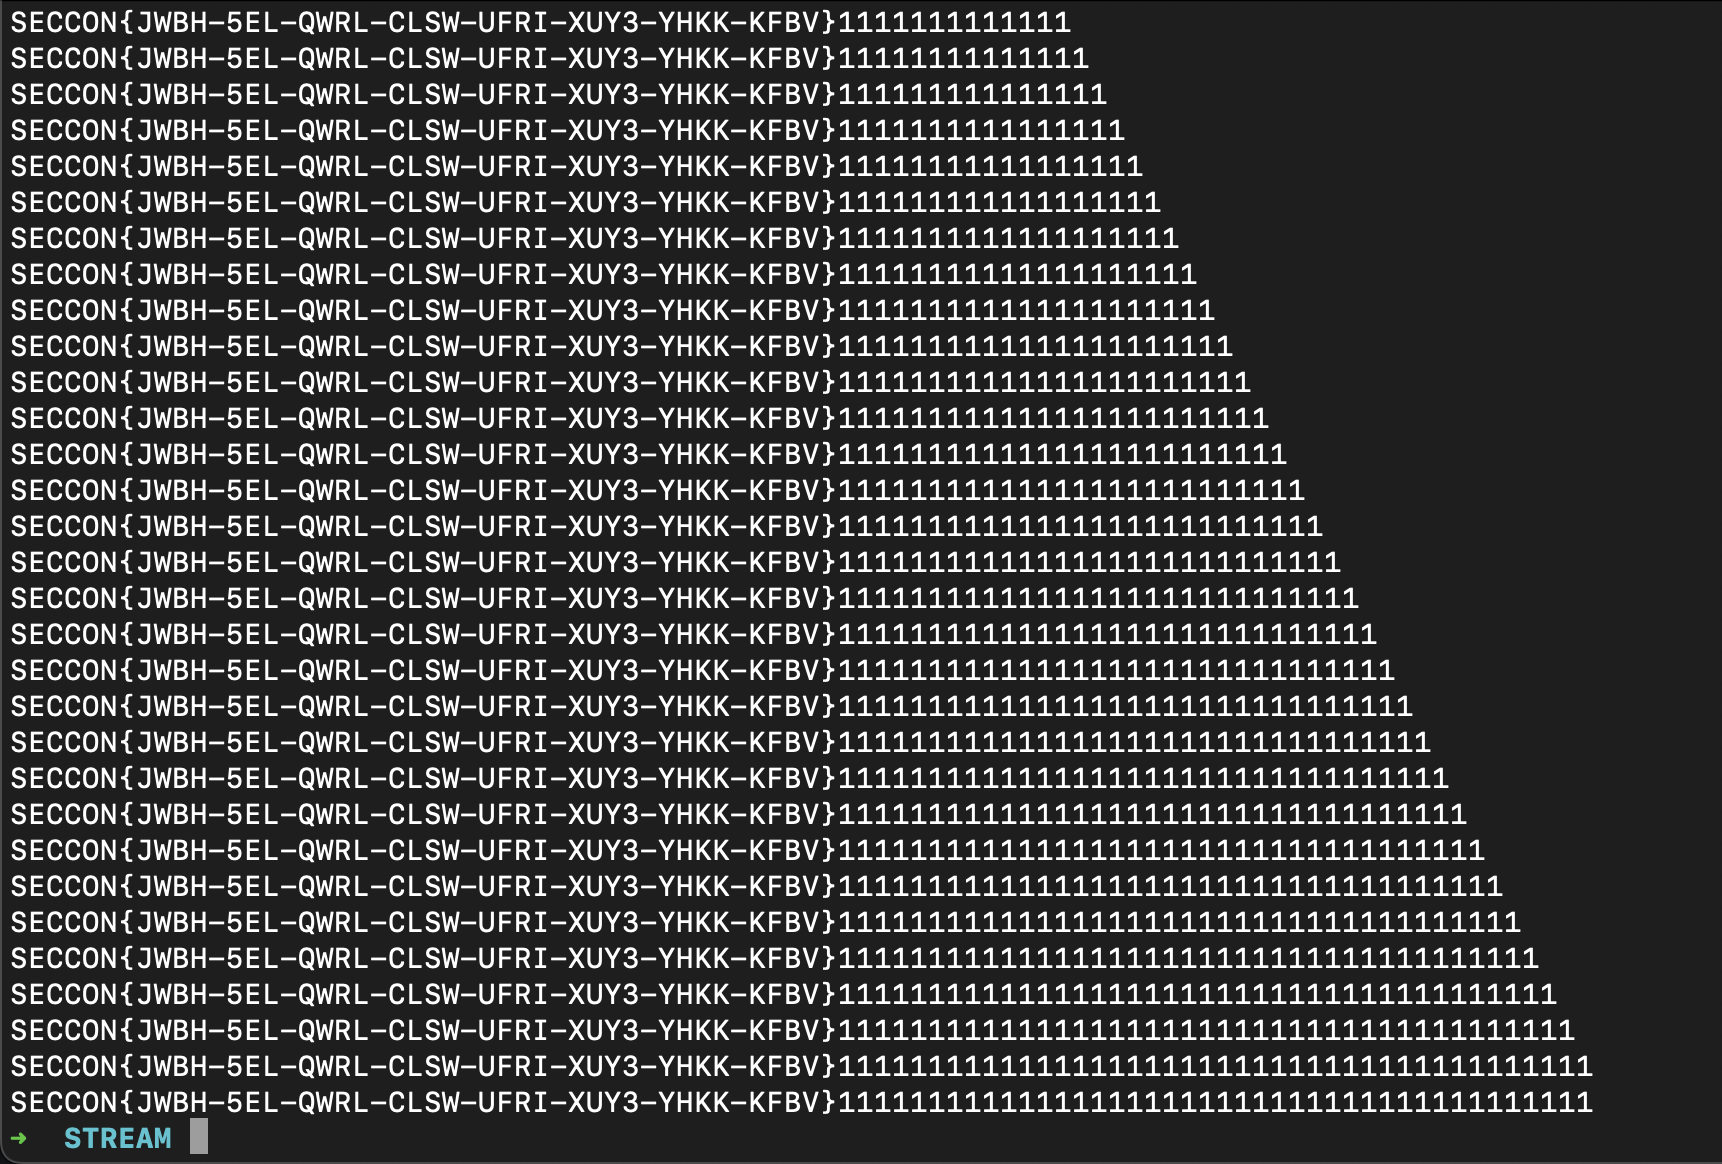 SECCON{JWBH-5EL-QWRL-CLSW-UFRI-XUY3-YHKK-KFBV}1111111111111
SECCON{JWBH-5EL-QWRL-CLSW-UFRI-XUY3-YHKK-KFBV}11111111111111
SECCON{JWBH-5EL-QWRL-CLSW-UFRI-XUY3-YHKK-KFBV}111111111111111
SECCON{JWBH-5EL-QWRL-CLSW-UFRI-XUY3-YHKK-KFBV}1111111111111111
SECCON{JWBH-5EL-QWRL-CLSW-UFRI-XUY3-YHKK-KFBV}11111111111111111
SECCON{JWBH-5EL-QWRL-CLSW-UFRI-XUY3-YHKK-KFBV}111111111111111111
SECCON{JWBH-5EL-QWRL-CLSW-UFRI-XUY3-YHKK-KFBV}1111111111111111111
SECCON{JWBH-5EL-QWRL-CLSW-UFRI-XUY3-YHKK-KFBV}11111111111111111111
SECCON{JWBH-5EL-QWRL-CLSW-UFRI-XUY3-YHKK-KFBV}111111111111111111111
SECCON{JWBH-5EL-QWRL-CLSW-UFRI-XUY3-YHKK-KFBV}1111111111111111111111
SECCON{JWBH-5EL-QWRL-CLSW-UFRI-XUY3-YHKK-KFBV}11111111111111111111111
SECCON{JWBH-5EL-QWRL-CLSW-UFRI-XUY3-YHKK-KFBV}111111111111111111111111
SECCON{JWBH-5EL-QWRL-CLSW-UFRI-XUY3-YHKK-KFBV}1111111111111111111111111
SECCON{JWBH-5EL-QWRL-CLSW-UFRI-XUY3-YHKK-KFBV}11111111111111111111111111
SECCON{JWBH-5EL-QWRL-CLSW-UFRI-XUY3-YHKK-KFBV}111111111111111111111111111
SECCON{JWBH-5EL-QWRL-CLSW-UFRI-XUY3-YHKK-KFBV}1111111111111111111111111111
SECCON{JWBH-5EL-QWRL-CLSW-UFRI-XUY3-YHKK-KFBV}11111111111111111111111111111
SECCON{JWBH-5EL-QWRL-CLSW-UFRI-XUY3-YHKK-KFBV}111111111111111111111111111111
SECCON{JWBH-5EL-QWRL-CLSW-UFRI-XUY3-YHKK-KFBV}1111111111111111111111111111111
SECCON{JWBH-5EL-QWRL-CLSW-UFRI-XUY3-YHKK-KFBV}11111111111111111111111111111111
SECCON{JWBH-5EL-QWRL-CLSW-UFRI-XUY3-YHKK-KFBV}111111111111111111111111111111111
SECCON{JWBH-5EL-QWRL-CLSW-UFRI-XUY3-YHKK-KFBV}1111111111111111111111111111111111
SECCON{JWBH-5EL-QWRL-CLSW-UFRI-XUY3-YHKK-KFBV}11111111111111111111111111111111111
SECCON{JWBH-5EL-QWRL-CLSW-UFRI-XUY3-YHKK-KFBV}111111111111111111111111111111111111
SECCON{JWBH-5EL-QWRL-CLSW-UFRI-XUY3-YHKK-KFBV}1111111111111111111111111111111111111
SECCON{JWBH-5EL-QWRL-CLSW-UFRI-XUY3-YHKK-KFBV}11111111111111111111111111111111111111
SECCON{JWBH-5EL-QWRL-CLSW-UFRI-XUY3-YHKK-KFBV}111111111111111111111111111111111111111
SECCON{JWBH-5EL-QWRL-CLSW-UFRI-XUY3-YHKK-KFBV}1111111111111111111111111111111111111111
SECCON{JWBH-5EL-QWRL-CLSW-UFRI-XUY3-YHKK-KFBV}11111111111111111111111111111111111111111
SECCON{JWBH-5EL-QWRL-CLSW-UFRI-XUY3-YHKK-KFBV}111111111111111111111111111111111111111111
SECCON{JWBH-5EL-QWRL-CLSW-UFRI-XUY3-YHKK-KFBV}111111111111111111111111111111111111111111
➜ STREAM